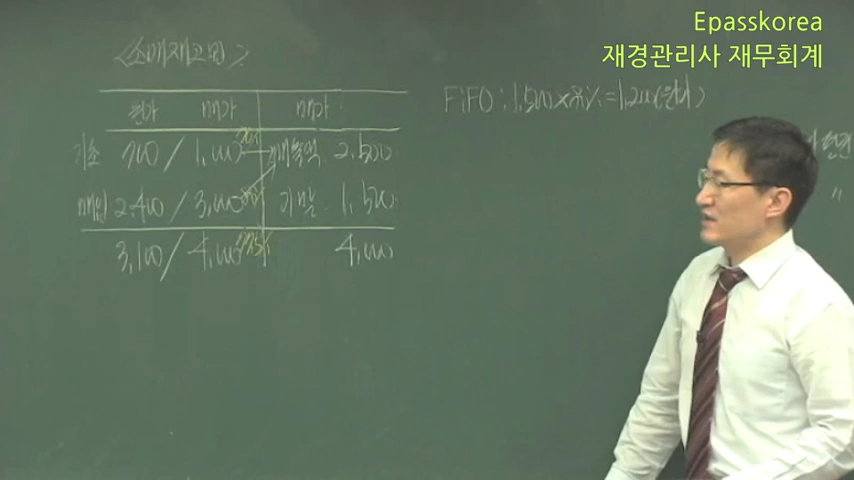 Epasskorea
재경관리사 재무회계
<소매재고법>
원가 매가 매가
기초 700 / 1,000 70% 매출액 2,500
매입 2,400 / 3,000 80% 기말 1,500
3,100 / 4,000 4,000
FIFO : 1,500 × 80% = 1,200(원가)